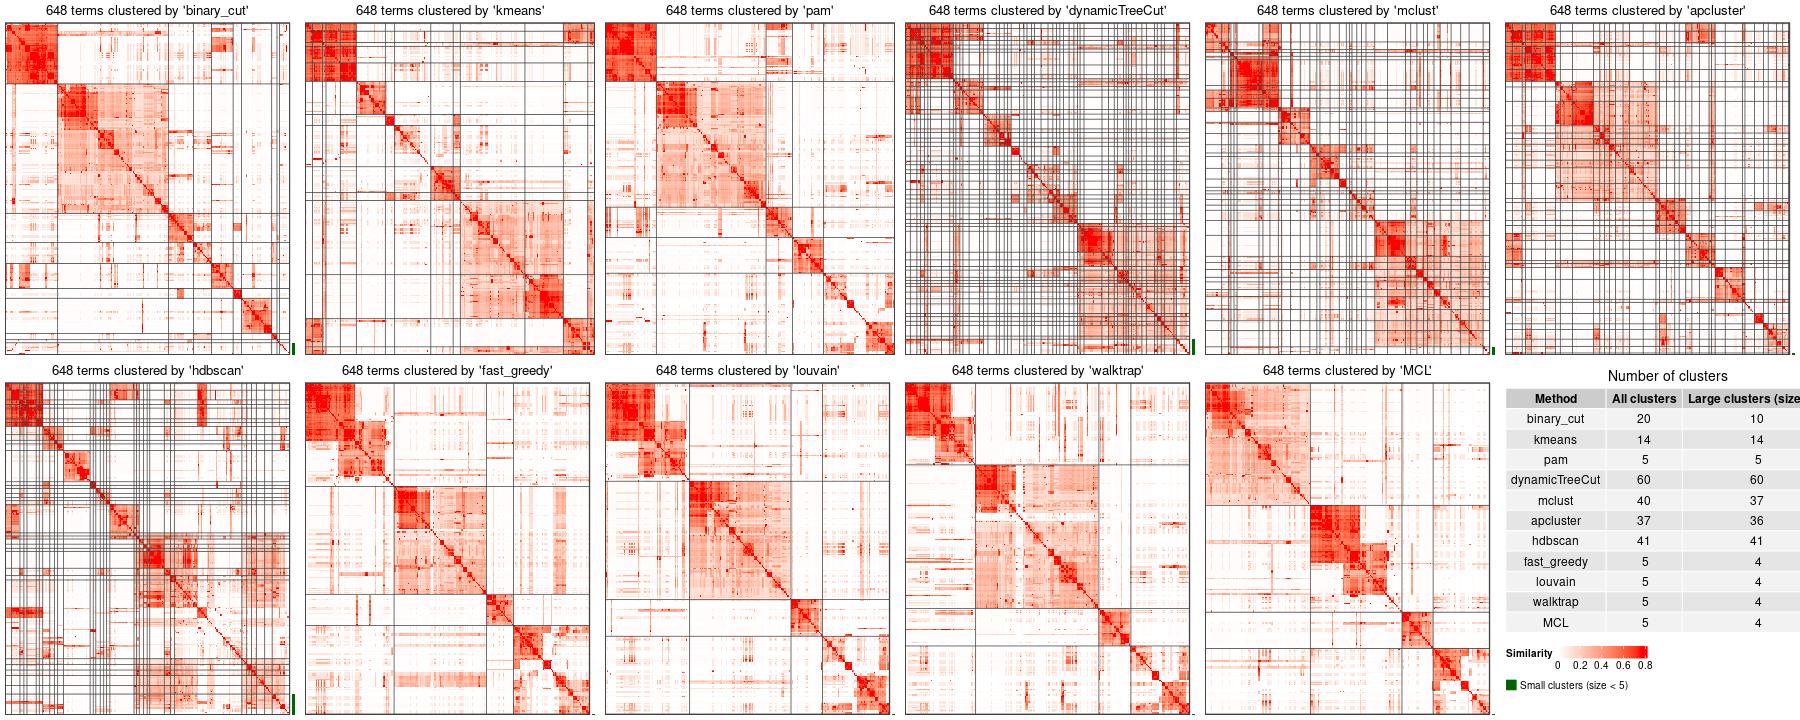 648 terms clustered by 'binary_cut'
648 terms clustered by 'kmeans'
648 terms clustered by 'pam'
648 terms clustered by 'dynamicTreeCut'
648 terms clustered by 'mclust'
648 terms clustered by 'apcluster'
648 terms clustered by 'hdbscan'
648 terms clustered by 'fast_greedy'
648 terms clustered by 'louvain'
648 terms clustered by 'walktrap'
648 terms clustered by 'MCL'
Number of clusters
Method All clusters Large clusters (size
binary_cut 20 10
kmeans 14 14
pam 5 5
dynamicTreeCut 60 60
mclust 40 37
apcluster 37 36
hdbscan 41 41
fast_greedy 5 4
louvain 5 4
walktrap 5 4
MCL 5 4
Similarity
0 0.2 0.4 0.6 0.8
Small clusters (size < 5)